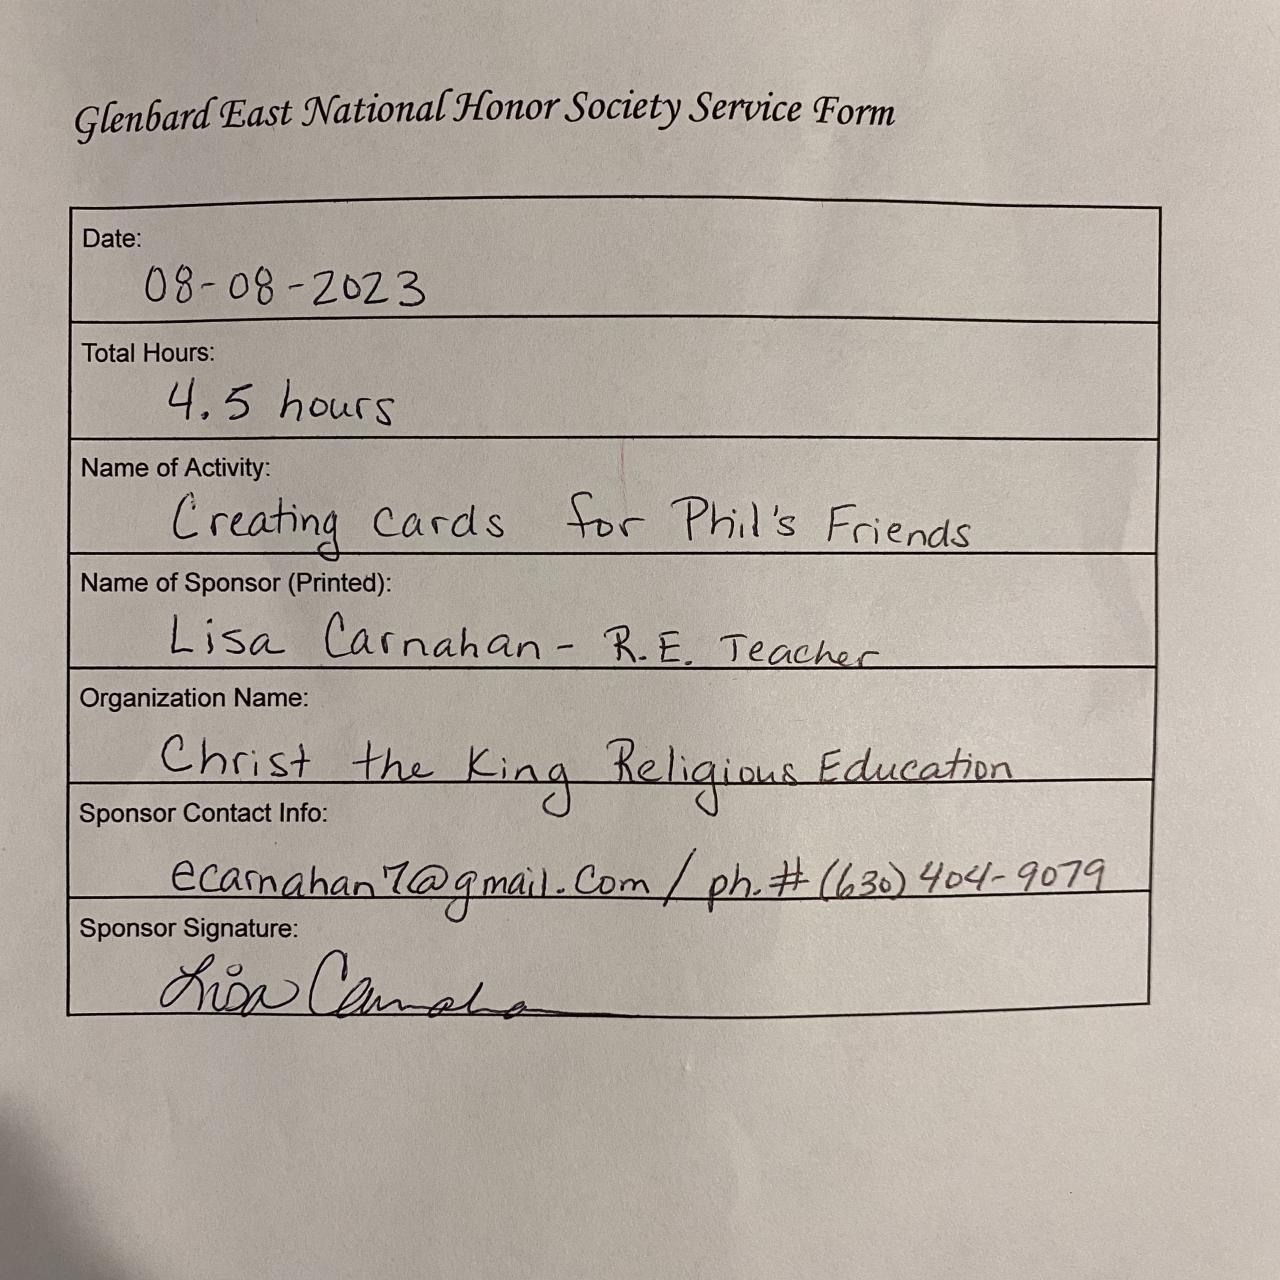 Glenbard East National Honor Society Service Form
Date:
08-08-2023
Total Hours:
4.5 hours
Name of Activity:
Creating cards for Phil's Friends
Name of Sponsor (Printed):
Lisa Carnahan - R.E. Teacher
Organization Name:
Christ the King Religious Education
Sponsor Contact Info:
ecarnahan7@gmail.com / ph.# (630) 404-9079
Sponsor Signature:
Lisa Carnahan